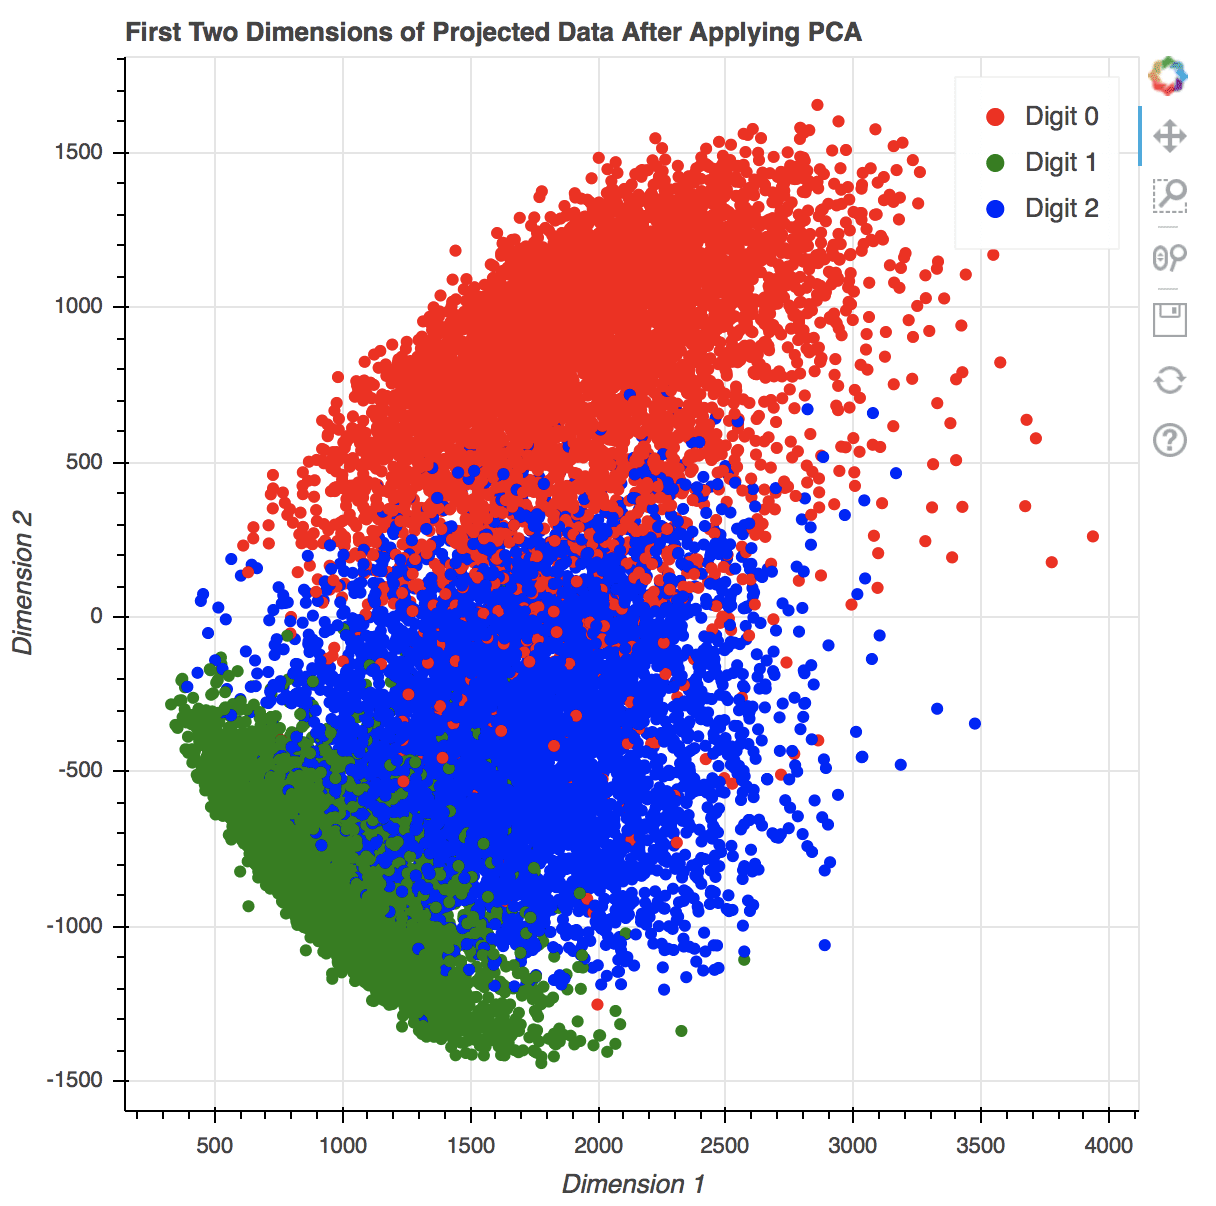 First Two Dimensions of Projected Data After Applying PCA
Digit 0
Digit 1
Digit 2
1500
1000
500
0
-500
-1000
-1500
Dimension 2
500 1000 1500 2000 2500 3000 3500 4000
Dimension 1